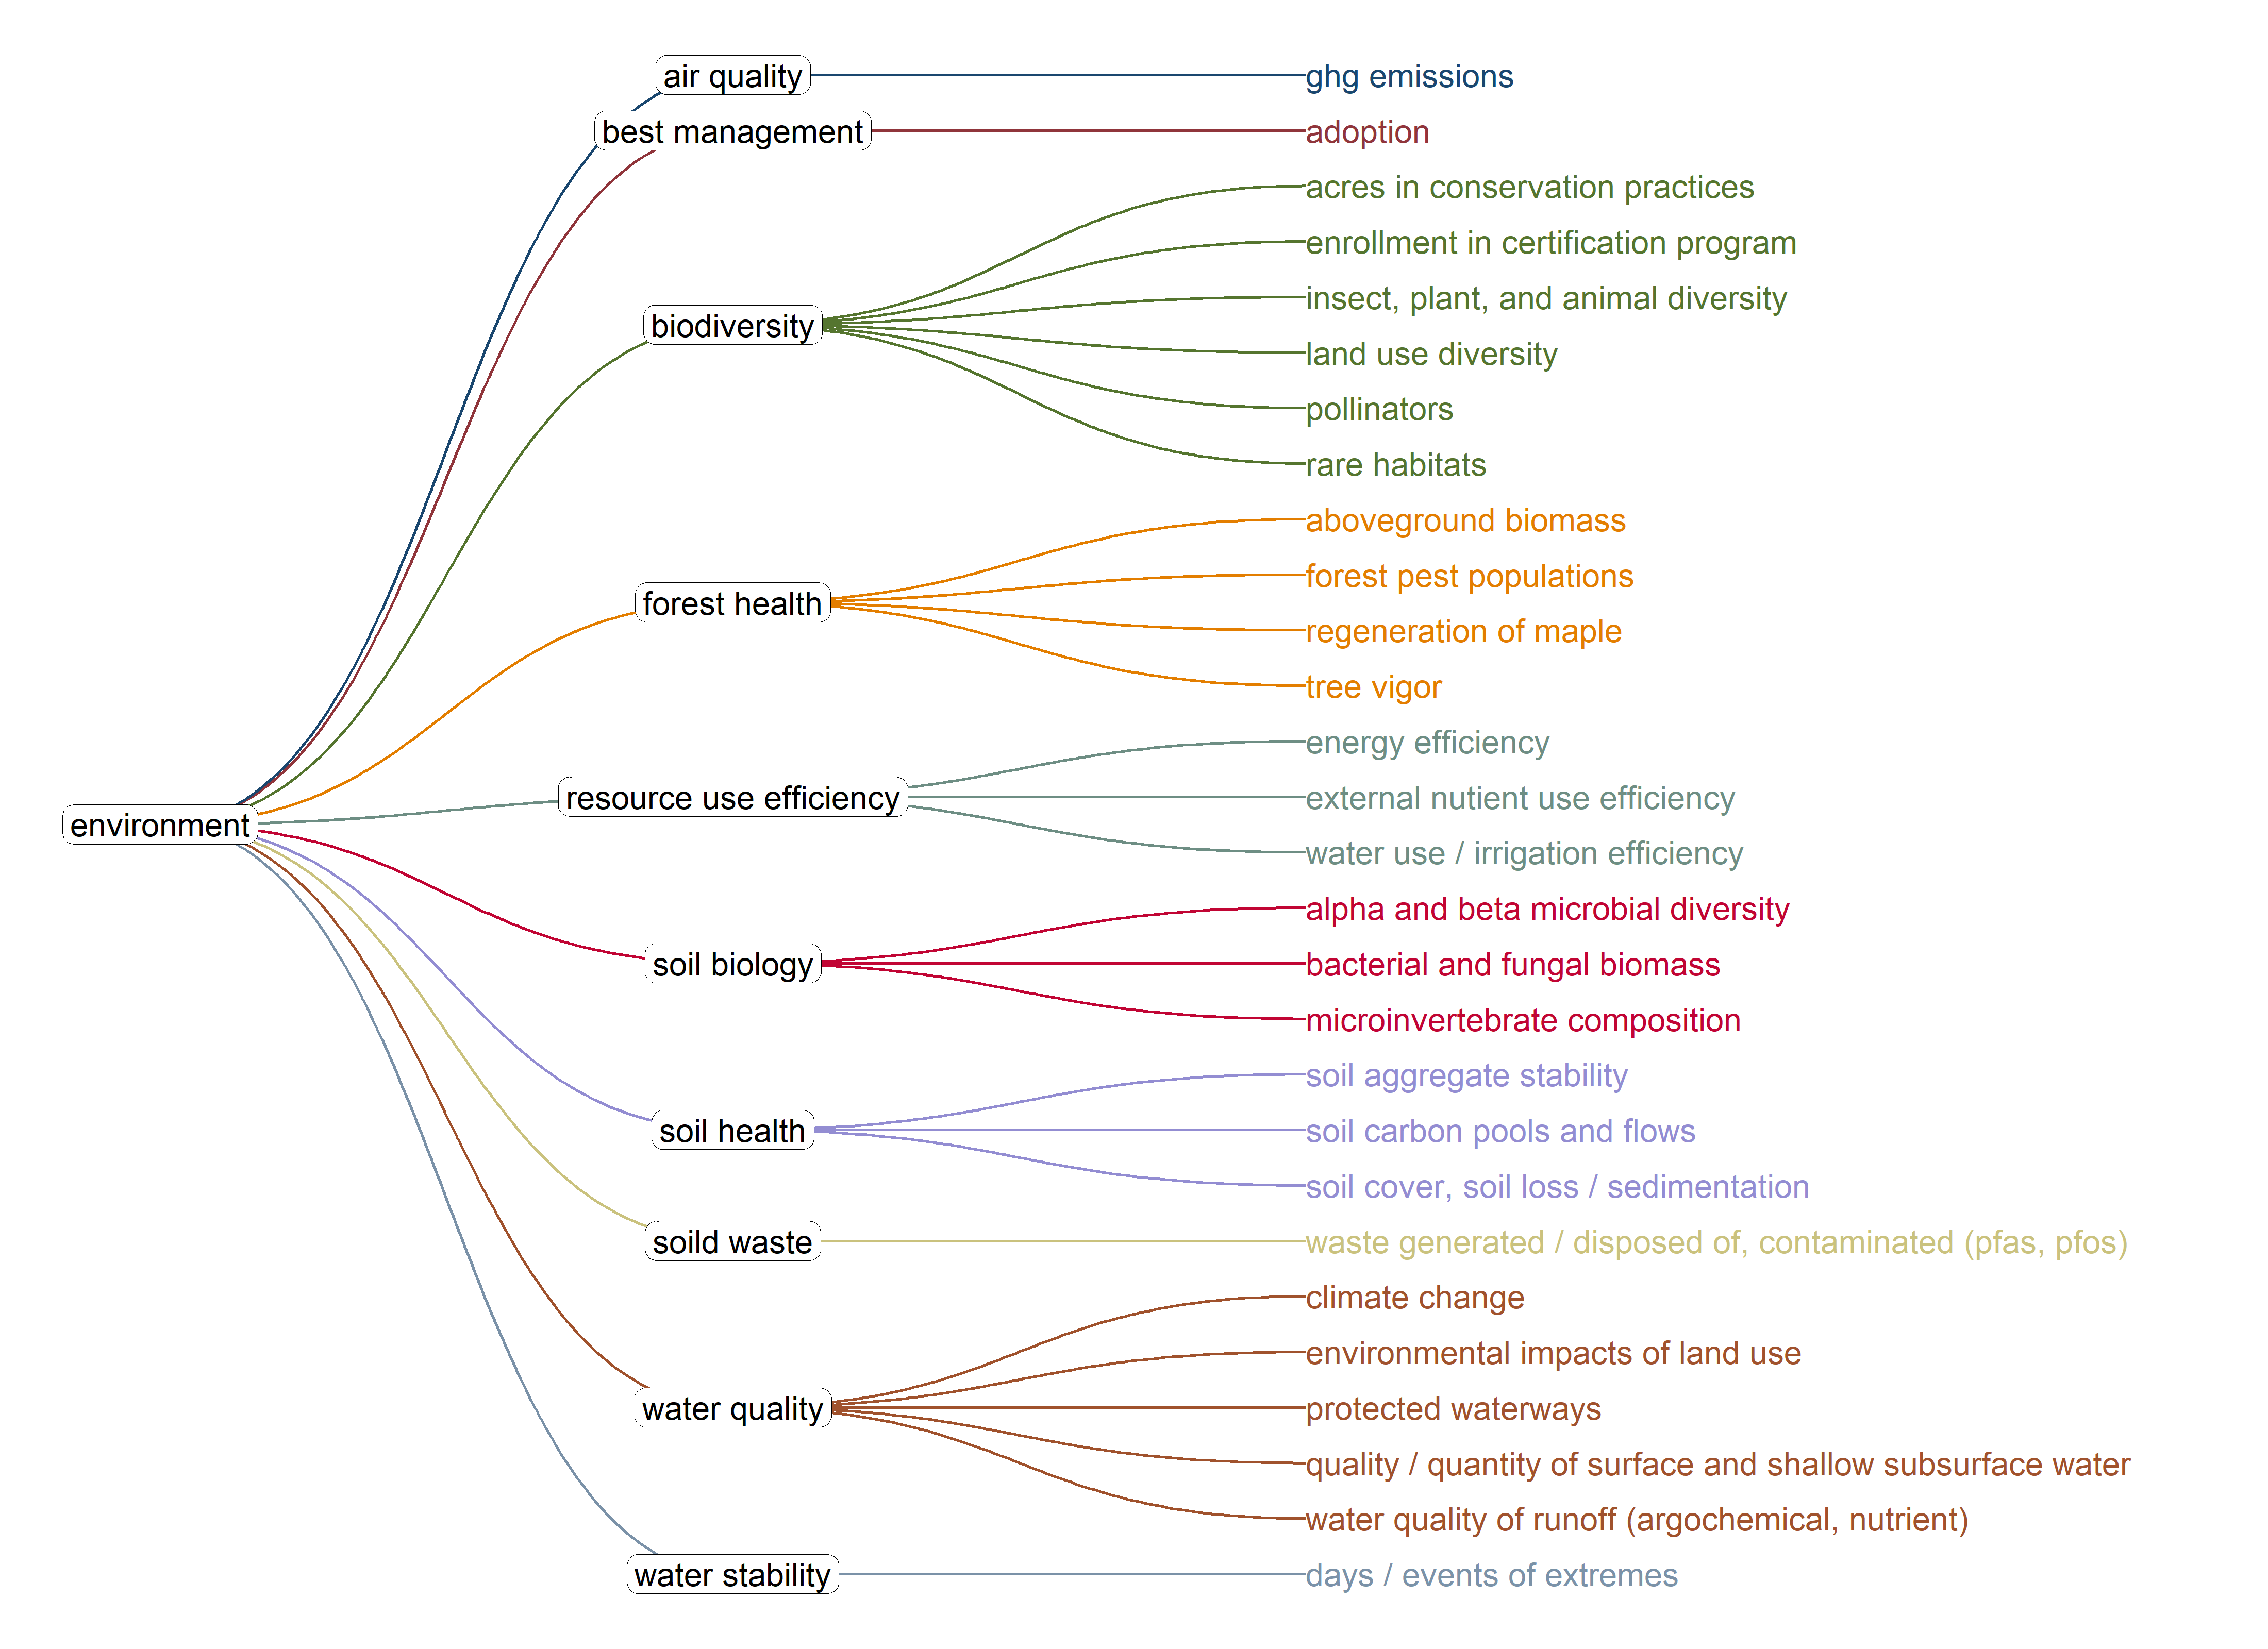 air quality
ghg emissions
best management
adoption
acres in conservation practices
enrollment in certification program
insect, plant, and animal diversity
biodiversity
land use diversity
pollinators
rare habitats
aboveground biomass
forest pest populations
forest health
regeneration of maple
tree vigor
energy efficiency
resource use efficiency
external nutient use efficiency
environment
water use / irrigation efficiency
alpha and beta microbial diversity
soil biology
bacterial and fungal biomass
microinvertebrate composition
soil aggregate stability
soil health
soil carbon pools and flows
soil cover, soil loss / sedimentation
soild waste
waste generated / disposed of, contaminated (pfas, pfos)
climate change
environmental impacts of land use
water quality
protected waterways
quality / quantity of surface and shallow subsurface water
water quality of runoff (argochemical, nutrient)
water stability
days / events of extremes